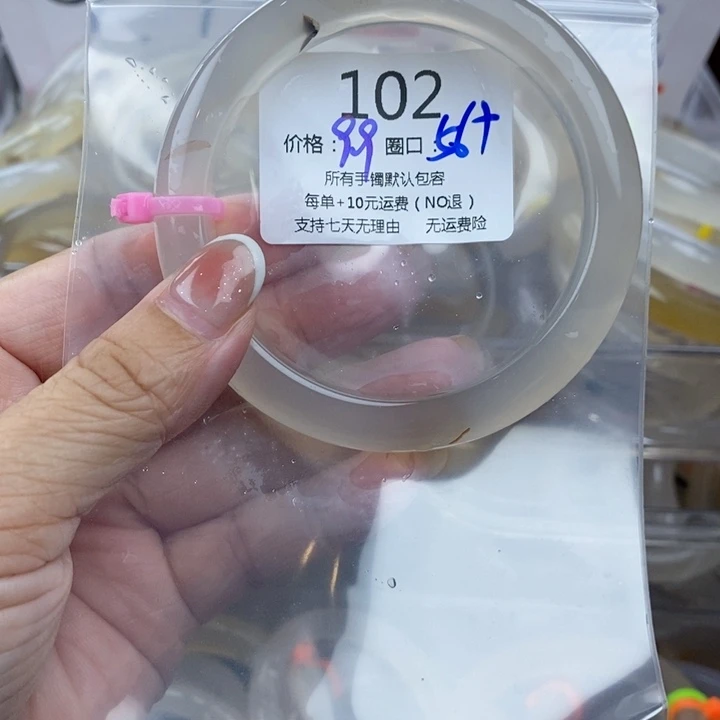 102
价格：99 圈口：56+
所有手镯默认包容
每单+10元运费（NO退）
支持七天无理由 无运费险